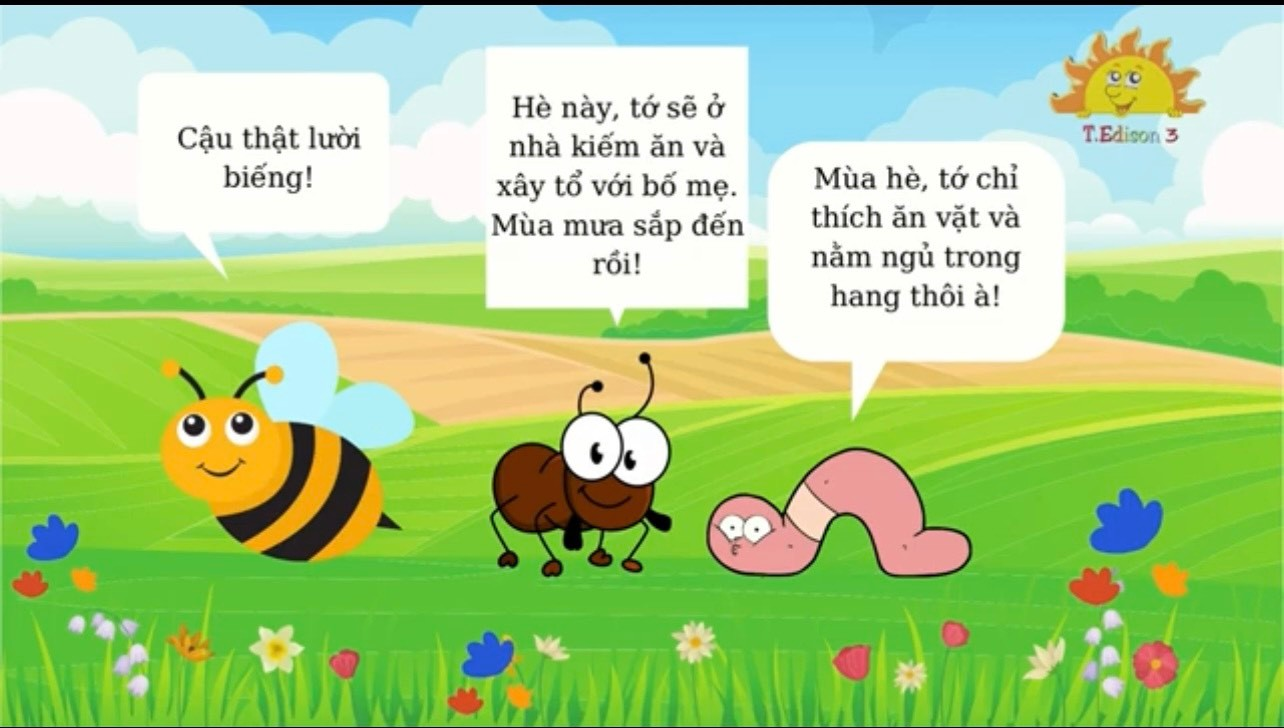 Cậu thật lười
biếng!
Hè này, tớ sẽ ở
nhà kiếm ăn và
xây tổ với bố mẹ.
Mùa mưa sắp đến
rồi!
Mùa hè, tớ chỉ
thích ăn vặt và
nằm ngủ trong
hang thôi à!
T.Edison 3